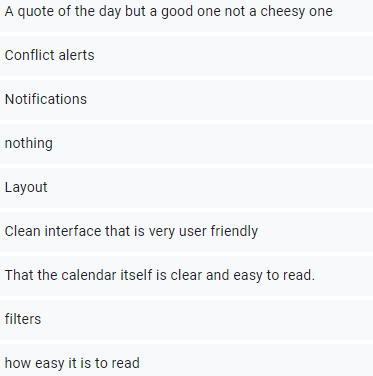 A quote of the day but a good one not a cheesy one
Conflict alerts
Notifications
nothing
Layout
Clean interface that is very user friendly
That the calendar itself is clear and easy to read.
filters
how easy it is to read